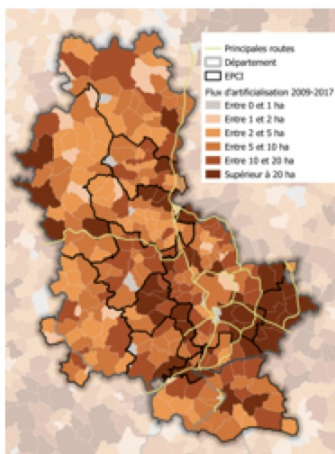 Principales routes
Département
EPCI
Flux d'artificialisation 2009-2017
Entre 0 et 1 ha
Entre 1 et 2 ha
Entre 2 et 5 ha
Entre 5 et 10 ha
Entre 10 et 20 ha
Supérieur à 20 ha